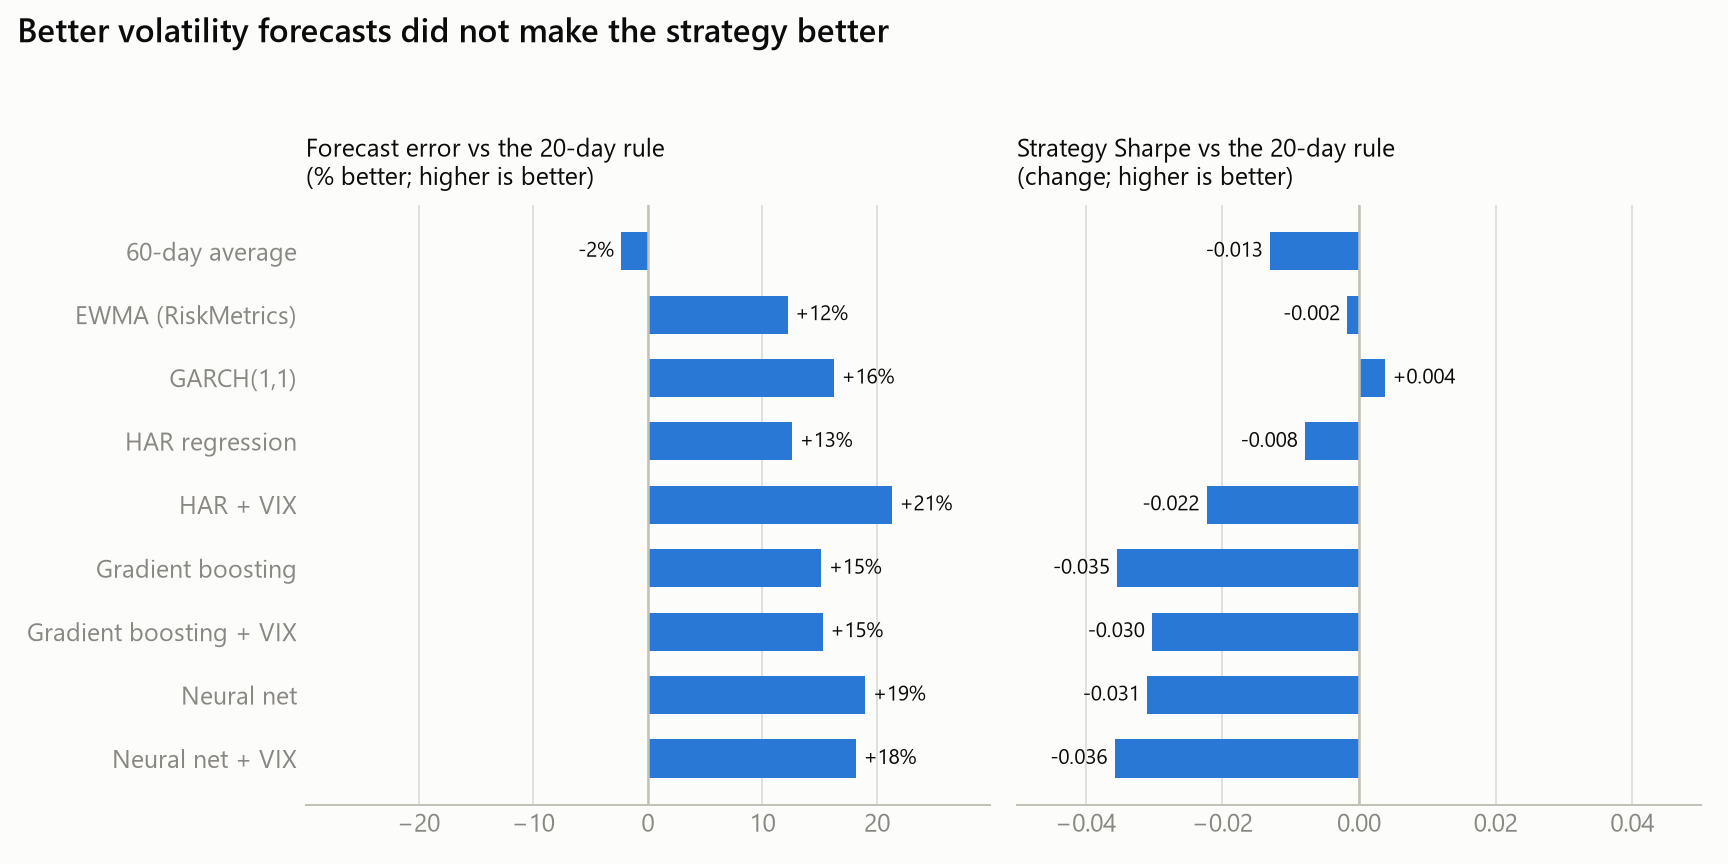 Better volatility forecasts did not make the strategy better
Forecast error vs the 20-day rule
(% better; higher is better)
Strategy Sharpe vs the 20-day rule
(change; higher is better)
60-day average
-2%
-0.013
EWMA (RiskMetrics)
+12%
-0.002
GARCH(1,1)
+16%
+0.004
HAR regression
+13%
-0.008
HAR + VIX
+21%
-0.022
Gradient boosting
+15%
-0.035
Gradient boosting + VIX
+15%
-0.030
Neural net
+19%
-0.031
Neural net + VIX
+18%
-0.036
−20 −10 0 10 20
−0.04 −0.02 0.00 0.02 0.04